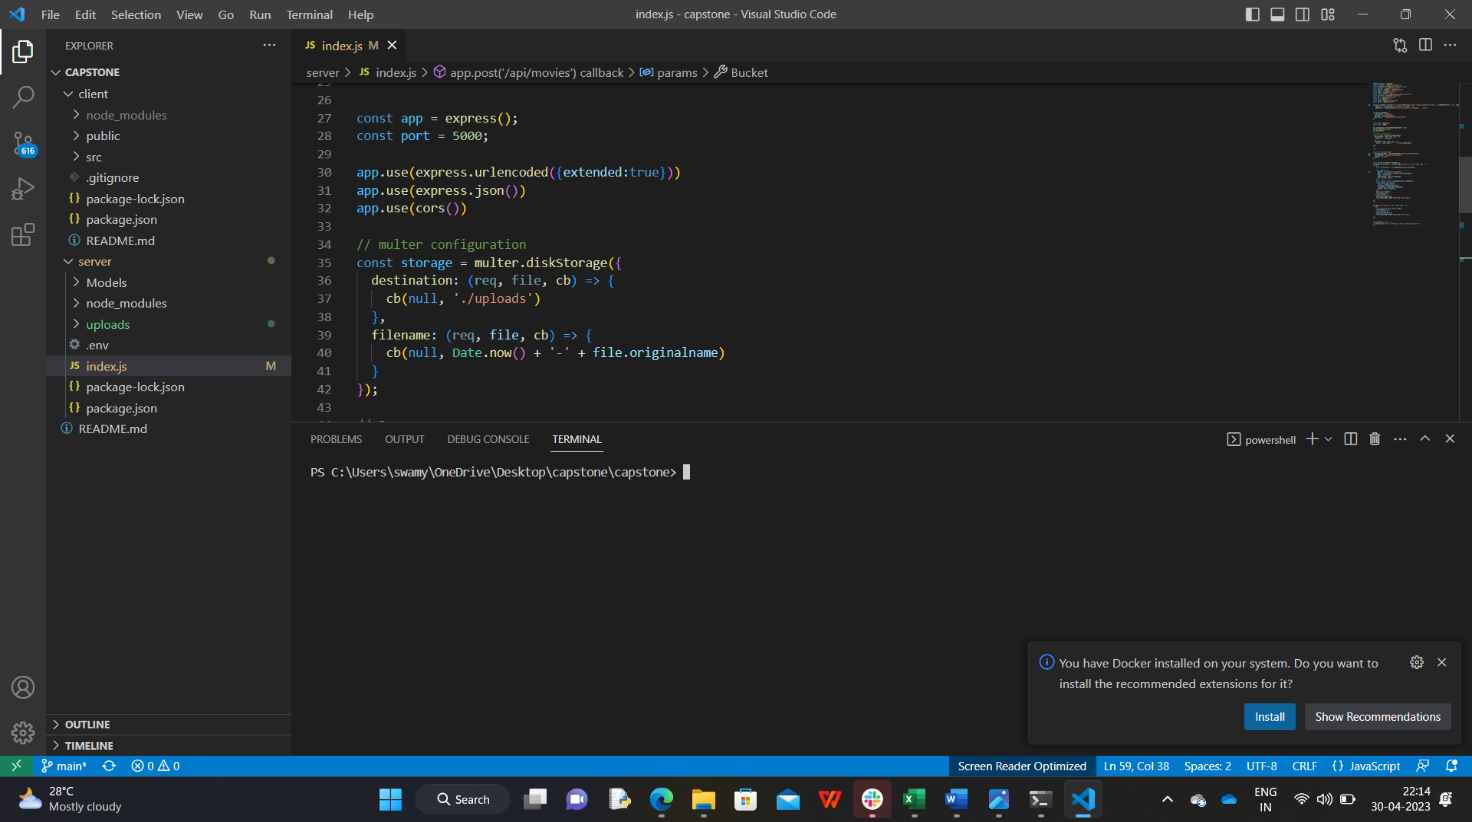 File Edit Selection View Go Run Terminal Help
index.js - capstone - Visual Studio Code
EXPLORER
CAPSTONE
client
node_modules
public
src
.gitignore
package-lock.json
package.json
README.md
server
Models
node_modules
uploads
.env
JS index.js M
package-lock.json
package.json
README.md
OUTLINE
TIMELINE
616
JS index.js M
server > JS index.js > app.post('/api/movies') callback > params > Bucket
26
27 const app = express();
28 const port = 5000;
29
30 app.use(express.urlencoded({extended:true}))
31 app.use(express.json())
32 app.use(cors())
33
34 // multer configuration
35 const storage = multer.diskStorage({
36 destination: (req, file, cb) => {
37 cb(null, './uploads')
38 },
39 filename: (req, file, cb) => {
40 cb(null, Date.now() + '-' + file.originalname)
41 }
42 });
43
PROBLEMS OUTPUT DEBUG CONSOLE TERMINAL
powershell
PS C:\Users\swamy\OneDrive\Desktop\capstone\capstone>
You have Docker installed on your system. Do you want to
install the recommended extensions for it?
Install Show Recommendations
main* 0 0 Screen Reader Optimized Ln 59, Col 38 Spaces: 2 UTF-8 CRLF {} JavaScript
28°C
Mostly cloudy
Search
ENG
IN
22:14
30-04-2023